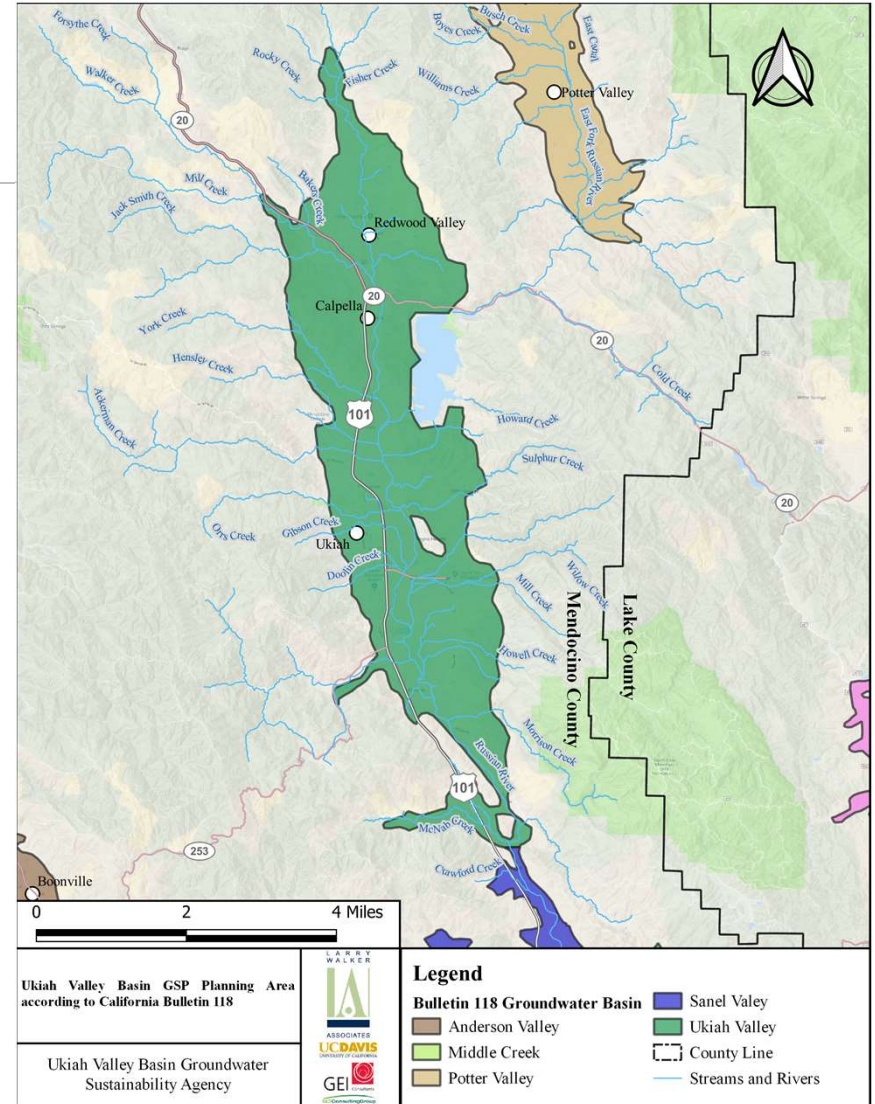 Forsythe Creek
Walker Creek
Rocky Creek
Fisher Creek
Boyes Creek
Busch Creek
East Canal
Williams Creek
Potter Valley
East Fork Russian River
20
Mill Creek
Bakers Creek
Jack Smith Creek
Redwood Valley
20
Calpella
York Creek
Hensley Creek
20
Cold Creek
Ackerman Creek
101
Howard Creek
Sulphur Creek
20
Orrs Creek
Gibson Creek
Ukiah
Doolin Creek
Mill Creek
Willow Creek
Mendocino County
Lake County
Howell Creek
Morrison Creek
Russian River
101
McNab Creek
Crawford Creek
253
Boonville
0 2 4 Miles
Ukiah Valley Basin GSP Planning Area
according to California Bulletin 118
Ukiah Valley Basin Groundwater
Sustainability Agency
LARRY
WALKER
LA
ASSOCIATES
UCDAVIS
UNIVERSITY OF CALIFORNIA
GEI
Consultants
Legend
Bulletin 118 Groundwater Basin
Anderson Valley
Middle Creek
Potter Valley
Sanel Valey
Ukiah Valley
County Line
Streams and Rivers